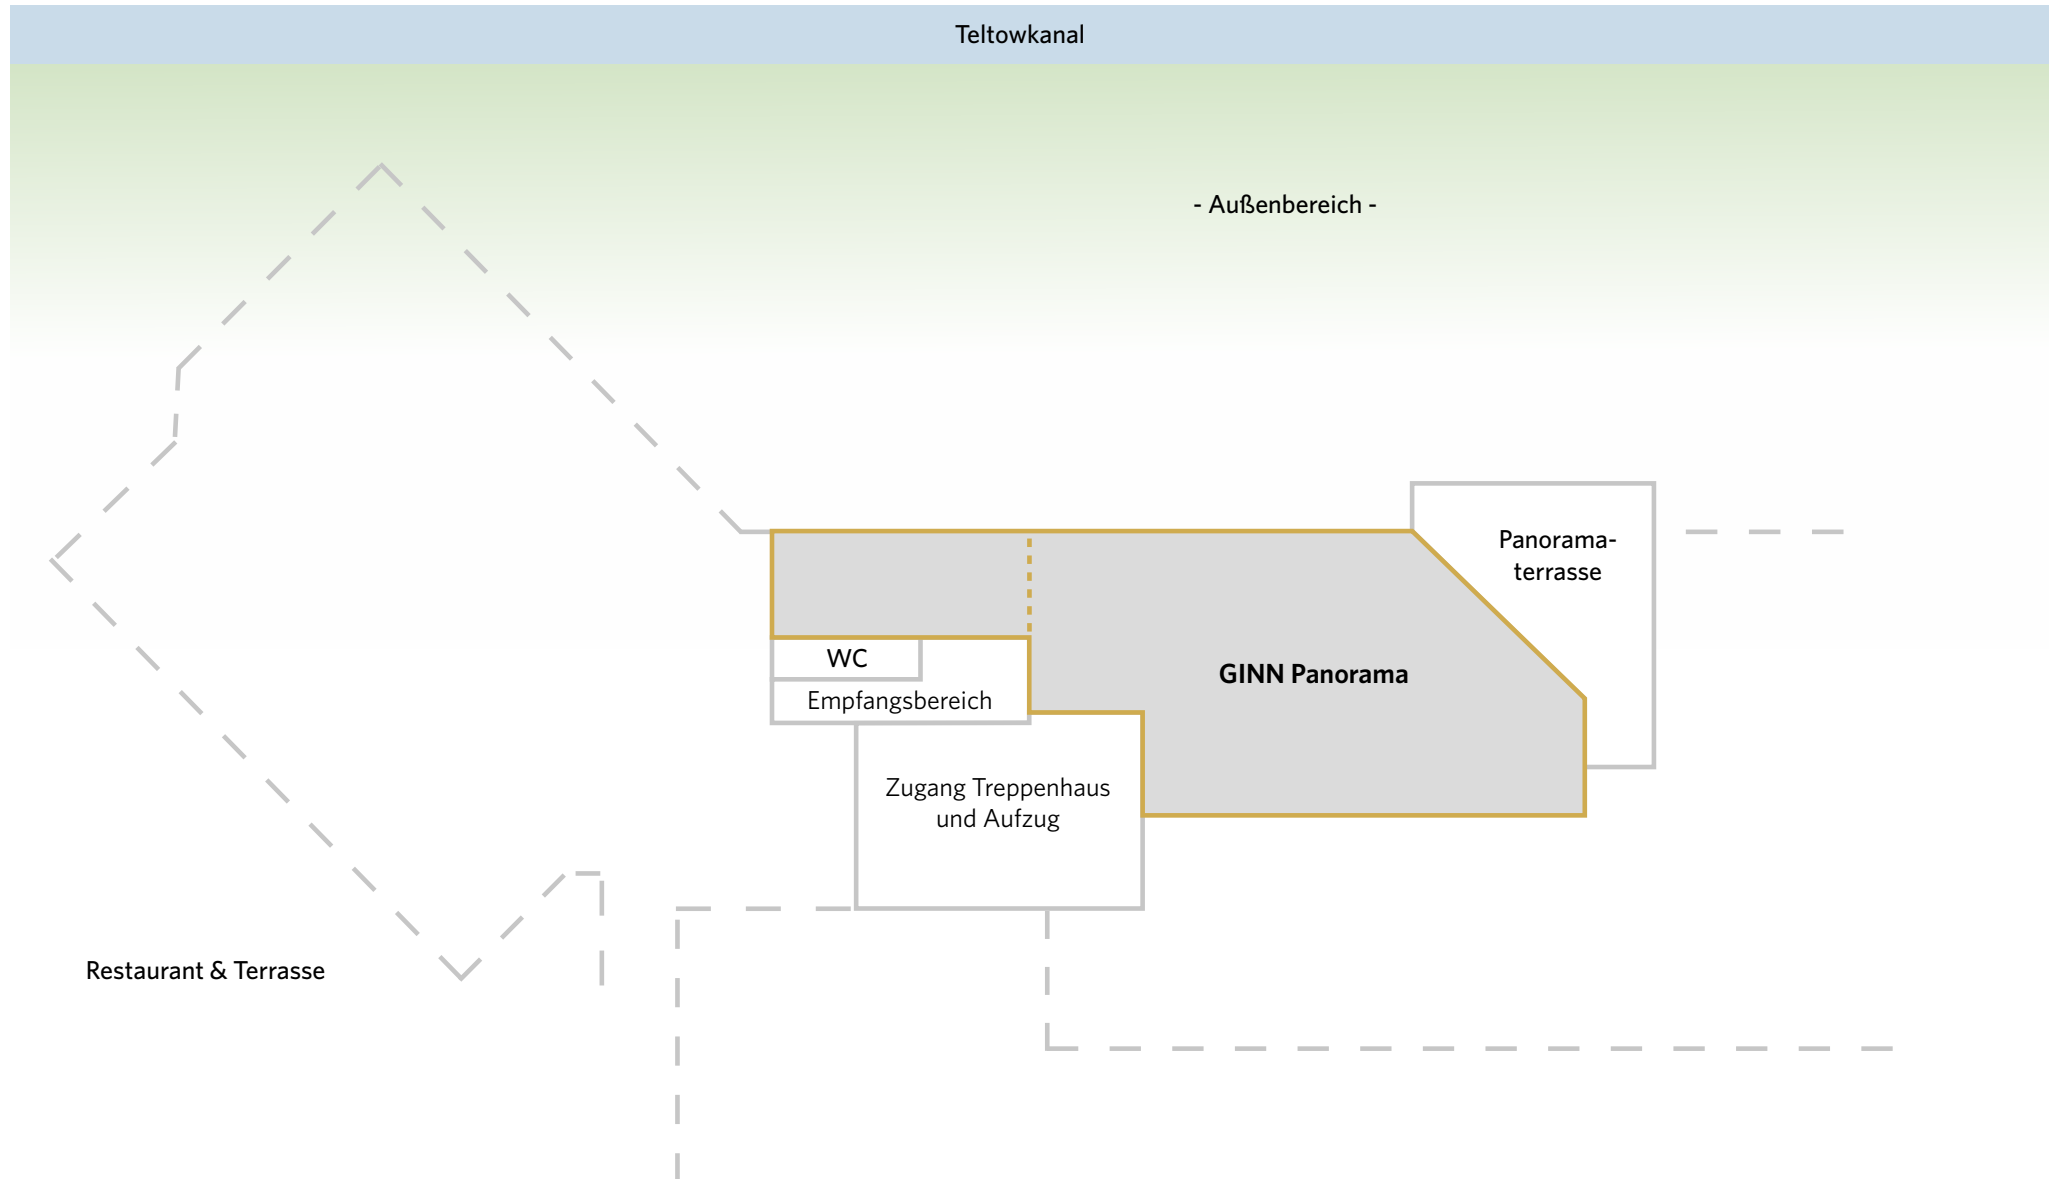 Teltowkanal
- Außenbereich -
Panorama-
terrasse
WC
GINN Panorama
Empfangsbereich
Zugang Treppenhaus
und Aufzug
Restaurant & Terrasse